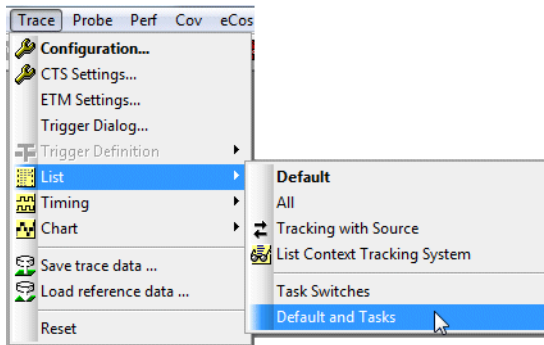 Trace Probe Perf Cov eCos
Configuration...
CTS Settings...
ETM Settings...
Trigger Dialog...
Trigger Definition
List
Timing
Chart
Save trace data ...
Load reference data ...
Reset
Default
All
Tracking with Source
List Context Tracking System
Task Switches
Default and Tasks